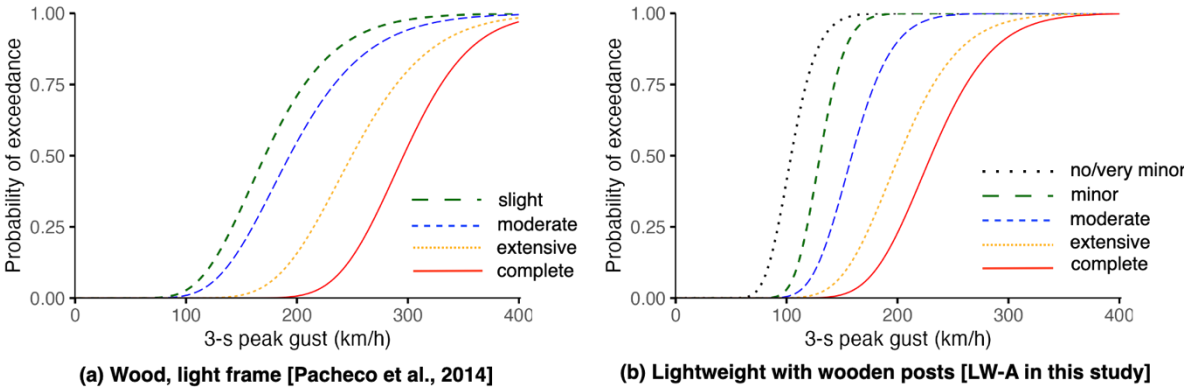 1.00
0.75
0.50
0.25
0.00
Probability of exceedance
0 100 200 300 400
3-s peak gust (km/h)
slight
moderate
extensive
complete
(a) Wood, light frame [Pacheco et al., 2014]
1.00
0.75
0.50
0.25
0.00
Probability of exceedance
0 100 200 300 400
3-s peak gust (km/h)
no/very minor
minor
moderate
extensive
complete
(b) Lightweight with wooden posts [LW-A in this study]